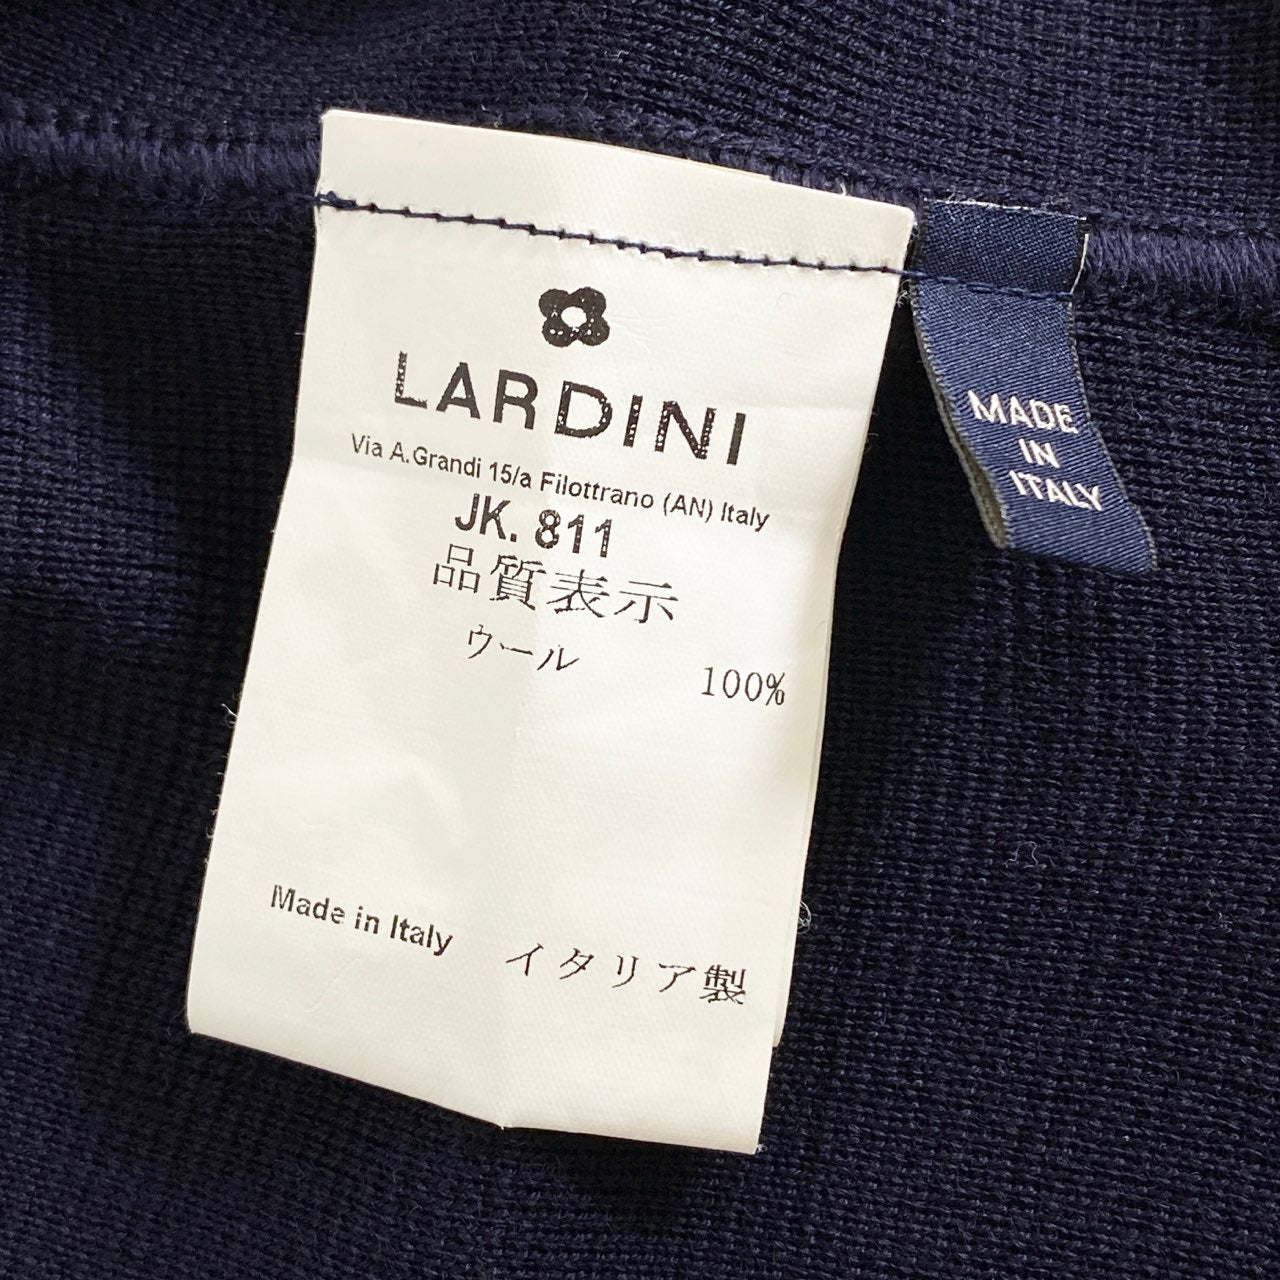 LARDINI
Via A.Grandi 15/a Filottrano (AN) Italy
JK. 811
品質表示
ウール 100%
Made in Italy イタリア製
MADE
IN
ITALY